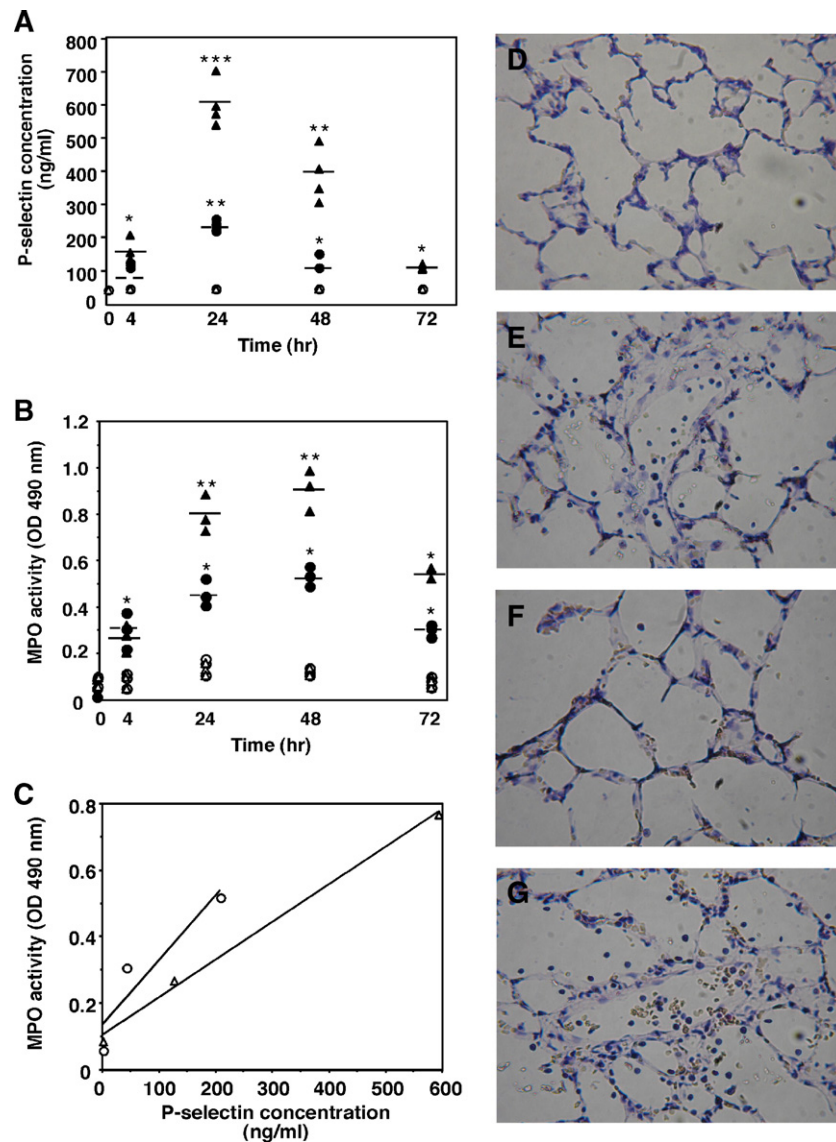 A
P-selectin concentration
(ng/ml)
800
700
600
500
400
300
200
100
0
***
**
**
*
*
*
0 4 24 48 72
Time (hr)
B
MPO activity (OD 490 nm)
1.2
1.0
0.8
0.6
0.4
0.2
0
**
**
*
*
*
*
*
0 4 24 48 72
Time (hr)
C
MPO activity (OD 490 nm)
0.8
0.6
0.4
0.2
0
0 100 200 300 400 500 600
P-selectin concentration
(ng/ml)
D
E
F
G